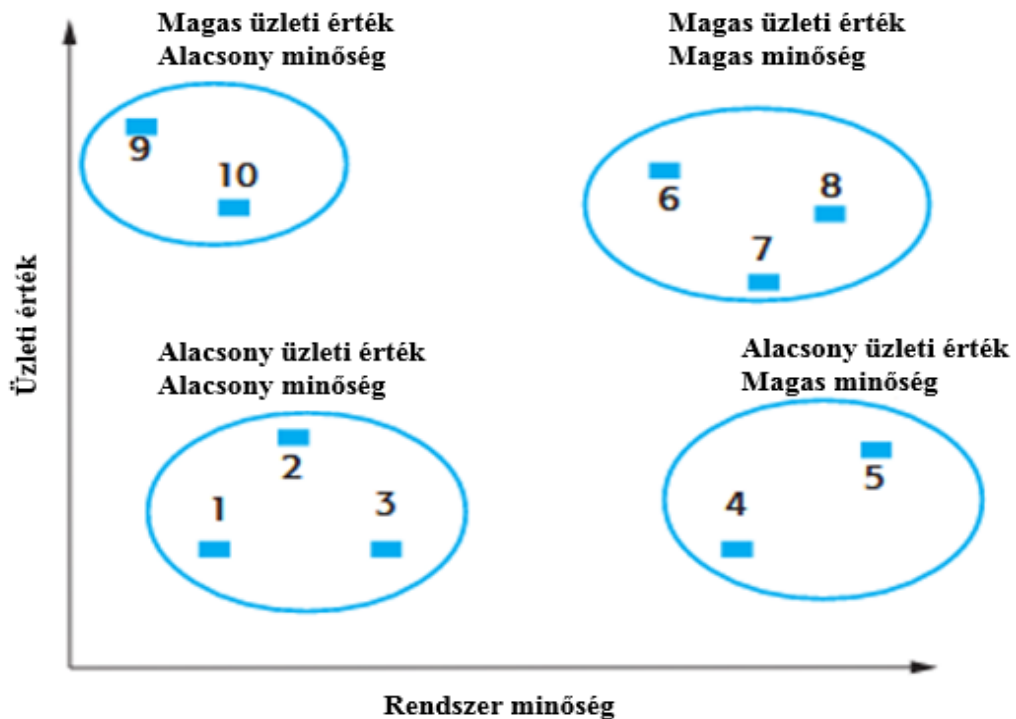 Magas üzleti érték
Alacsony minőség
Magas üzleti érték
Magas minőség
9
10
6
8
7
Üzleti érték
Alacsony üzleti érték
Alacsony minőség
Alacsony üzleti érték
Magas minőség
2
1
3
5
4
Rendszer minőség